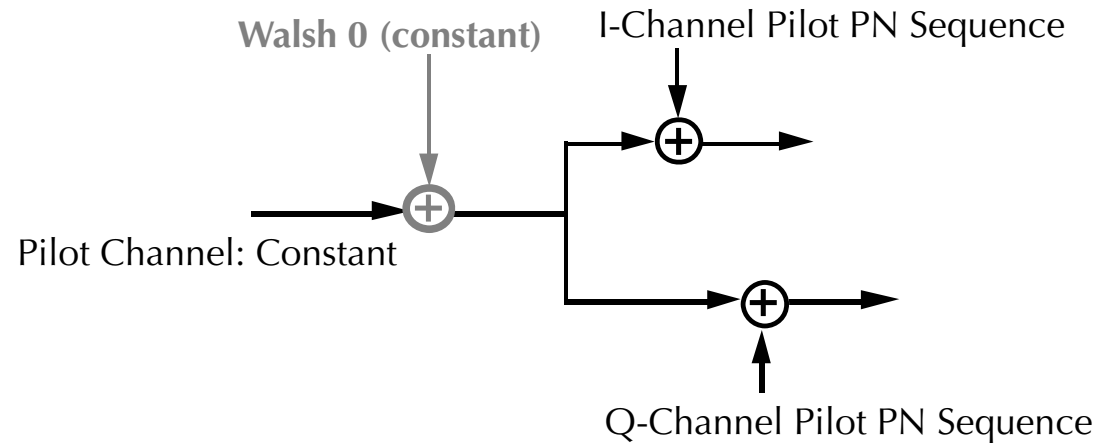 Walsh 0 (constant)
I-Channel Pilot PN Sequence
Pilot Channel: Constant
Q-Channel Pilot PN Sequence